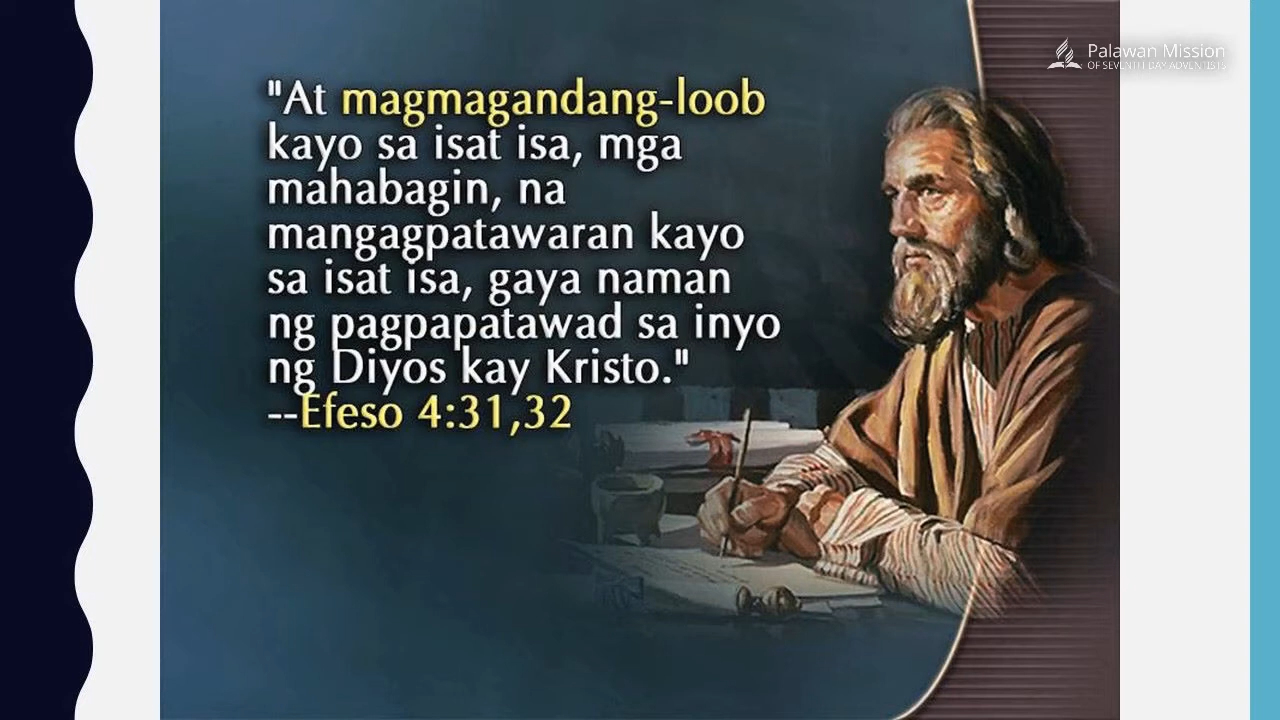 Palawan Mission
OF SEVENTH-DAY ADVENTISTS
"At magmagandang-loob
kayo sa isat isa, mga
mahabagin, na
mangagpatawaran kayo
sa isat isa, gaya naman
ng pagpapatawad sa inyo
ng Diyos kay Kristo."
--Efeso 4:31,32